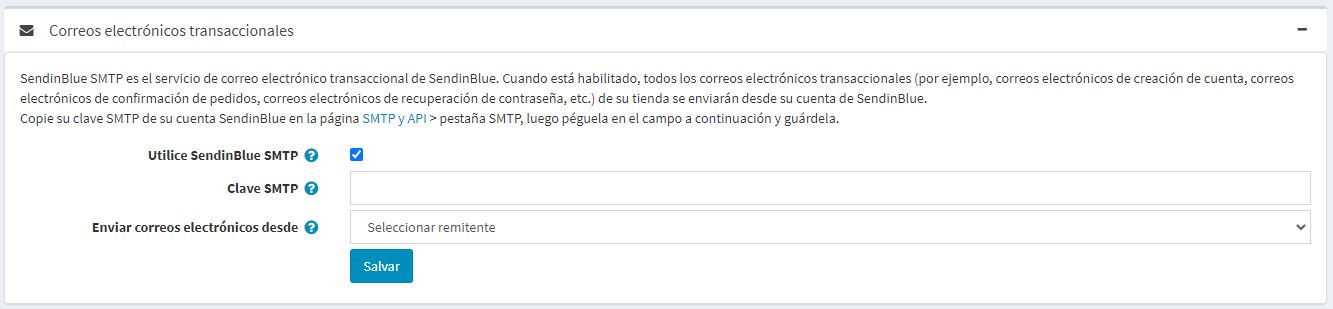 Correos electrónicos transaccionales
SendinBlue SMTP es el servicio de correo electrónico transaccional de SendinBlue. Cuando está habilitado, todos los correos electrónicos transaccionales (por ejemplo, correos electrónicos de creación de cuenta, correos
electrónicos de confirmación de pedidos, correos electrónicos de recuperación de contraseña, etc.) de su tienda se enviarán desde su cuenta de SendinBlue.
Copie su clave SMTP de su cuenta SendinBlue en la página SMTP y API > pestaña SMTP, luego péguela en el campo a continuación y guárdela.
Utilice SendinBlue SMTP
Clave SMTP
Enviar correos electrónicos desde
Seleccionar remitente
Salvar